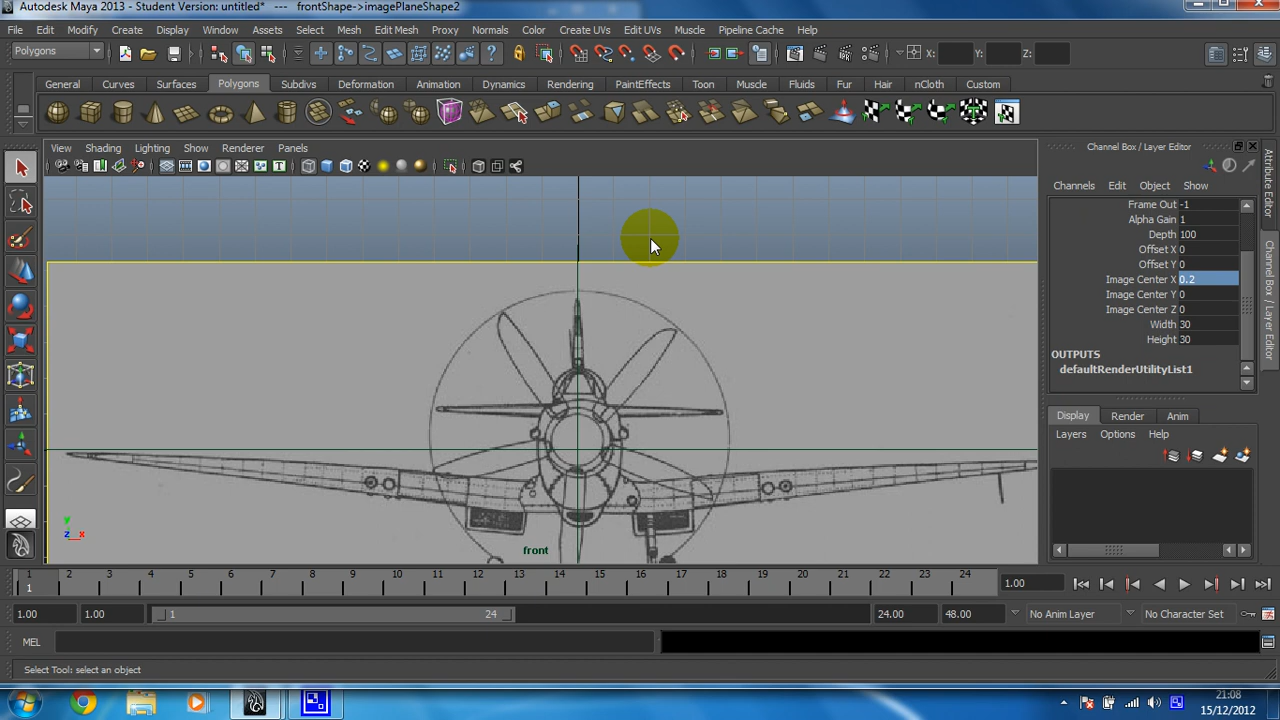 Autodesk Maya 2013 - Student Version: untitled* --- frontShape->imagePlaneShape2
File Edit Modify Create Display Window Assets Select Mesh Edit Mesh Proxy Normals Color Create UVs Edit UVs Muscle Pipeline Cache Help
Polygons X: Y: Z:
General Curves Surfaces Polygons Subdivs Deformation Animation Dynamics Rendering PaintEffects Toon Muscle Fluids Fur Hair nCloth Custom
View Shading Lighting Show Renderer Panels
Channel Box / Layer Editor
Channels Edit Object Show
Frame Out -1
Alpha Gain 1
Depth 100
Offset X 0
Offset Y 0
Image Center X 0.2
Image Center Y 0
Image Center Z 0
Width 30
Height 30
OUTPUTS
defaultRenderUtilityList1
Display Render Anim
Layers Options Help
Attribute Editor
Channel Box / Layer Editor
y
z x
front
1 2 3 4 5 6 7 8 9 10 11 12 13 14 15 16 17 18 19 20 21 22 23 24
1
1.00
1.00 1.00 1 24 24.00 48.00 No Anim Layer No Character Set
MEL
Select Tool: select an object
21:08
15/12/2012